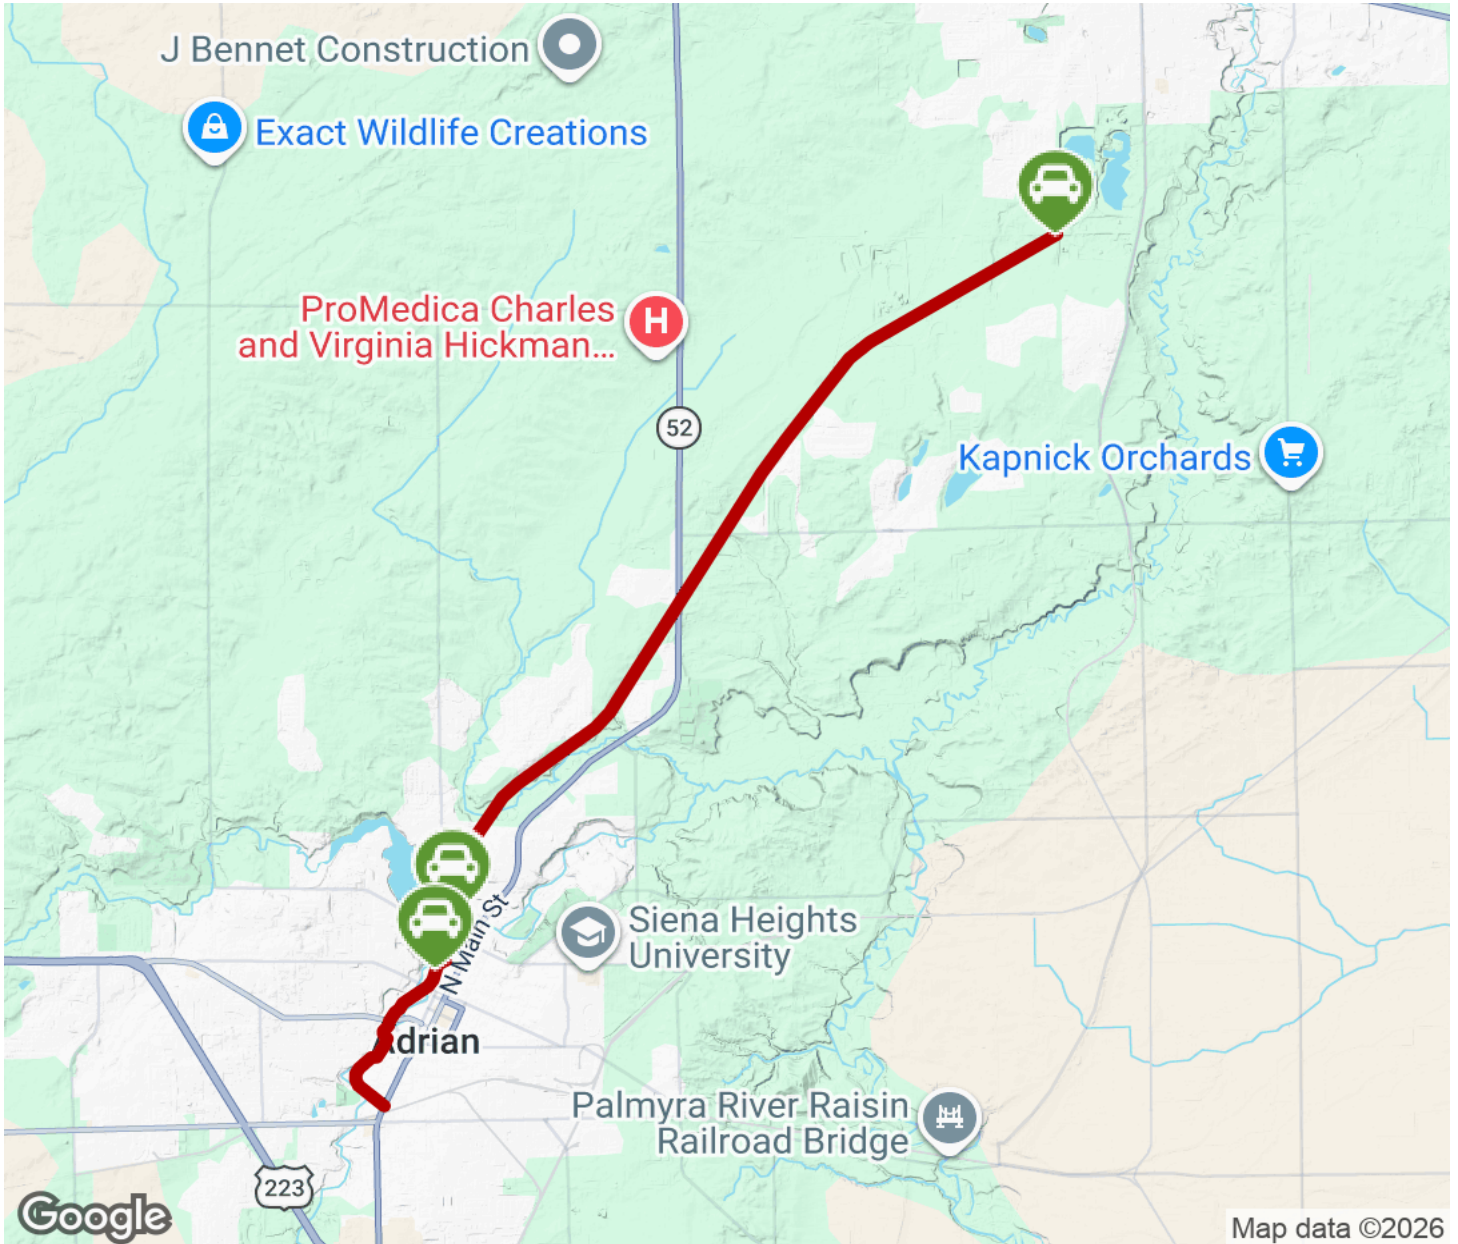 J Bennet Construction
Exact Wildlife Creations
ProMedica Charles
and Virginia Hickman...
H
52
Kapnick Orchards
N Main St
Siena Heights
University
Adrian
Palmyra River Raisin
Railroad Bridge
223
Google
Map data ©2026